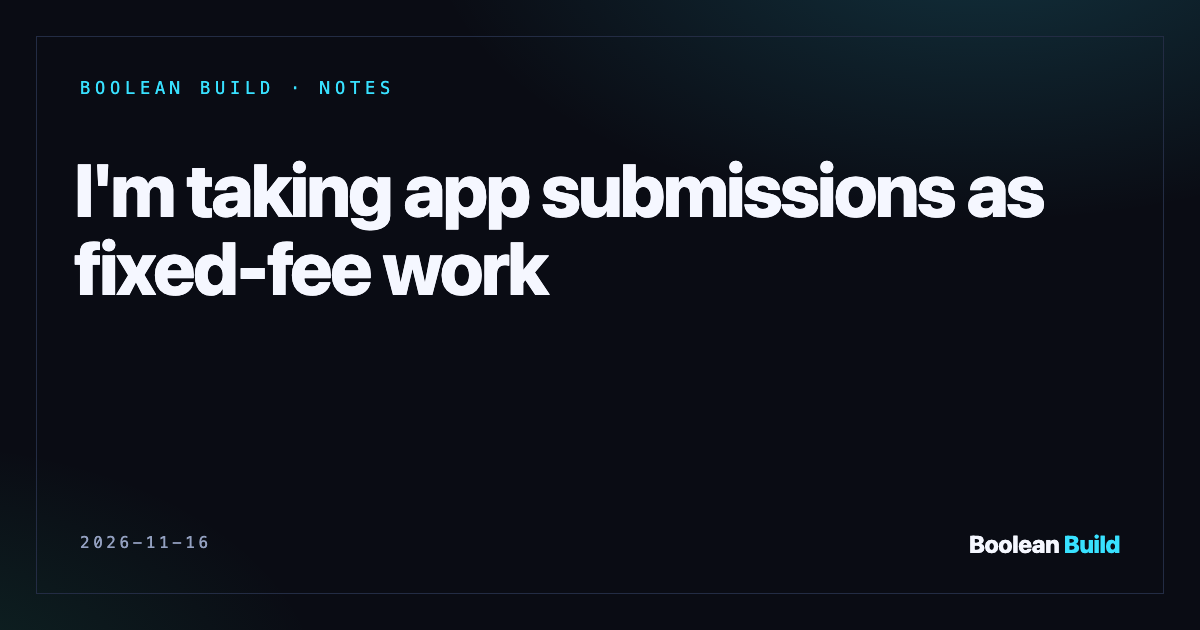 BOOLEAN BUILD · NOTES
I'm taking app submissions as
fixed-fee work
2026-11-16
Boolean Build